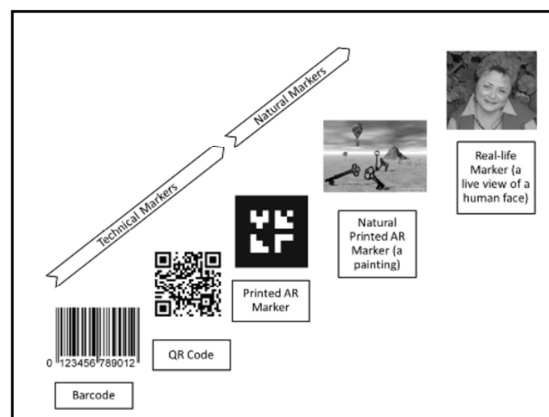 Natural Markers
Technical Markers
Real-life
Marker (a
live view of a
human face)
Natural
Printed AR
Marker (a
painting)
Printed AR
Marker
QR Code
0 123456 789012
Barcode